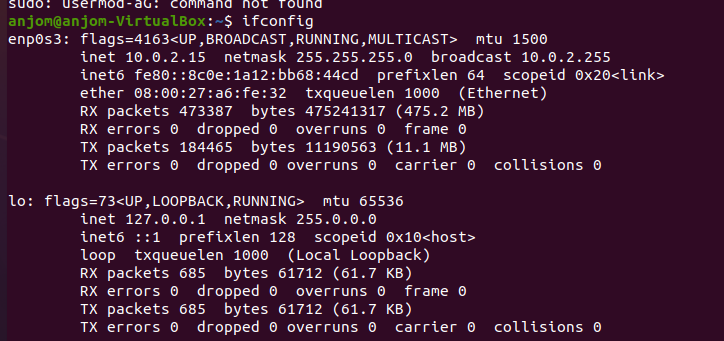 sudo: usermod-aG: command not found
anjom@anjom-VirtualBox:~$ ifconfig
enp0s3: flags=4163<UP,BROADCAST,RUNNING,MULTICAST>  mtu 1500
        inet 10.0.2.15  netmask 255.255.255.0  broadcast 10.0.2.255
        inet6 fe80::8c0e:1a12:bb68:44cd  prefixlen 64  scopeid 0x20<link>
        ether 08:00:27:a6:fe:32  txqueuelen 1000  (Ethernet)
        RX packets 473387  bytes 475241317 (475.2 MB)
        RX errors 0  dropped 0  overruns 0  frame 0
        TX packets 184465  bytes 11190563 (11.1 MB)
        TX errors 0  dropped 0 overruns 0  carrier 0  collisions 0

lo: flags=73<UP,LOOPBACK,RUNNING>  mtu 65536
        inet 127.0.0.1  netmask 255.0.0.0
        inet6 ::1  prefixlen 128  scopeid 0x10<host>
        loop  txqueuelen 1000  (Local Loopback)
        RX packets 685  bytes 61712 (61.7 KB)
        RX errors 0  dropped 0  overruns 0  frame 0
        TX packets 685  bytes 61712 (61.7 KB)
        TX errors 0  dropped 0 overruns 0  carrier 0  collisions 0